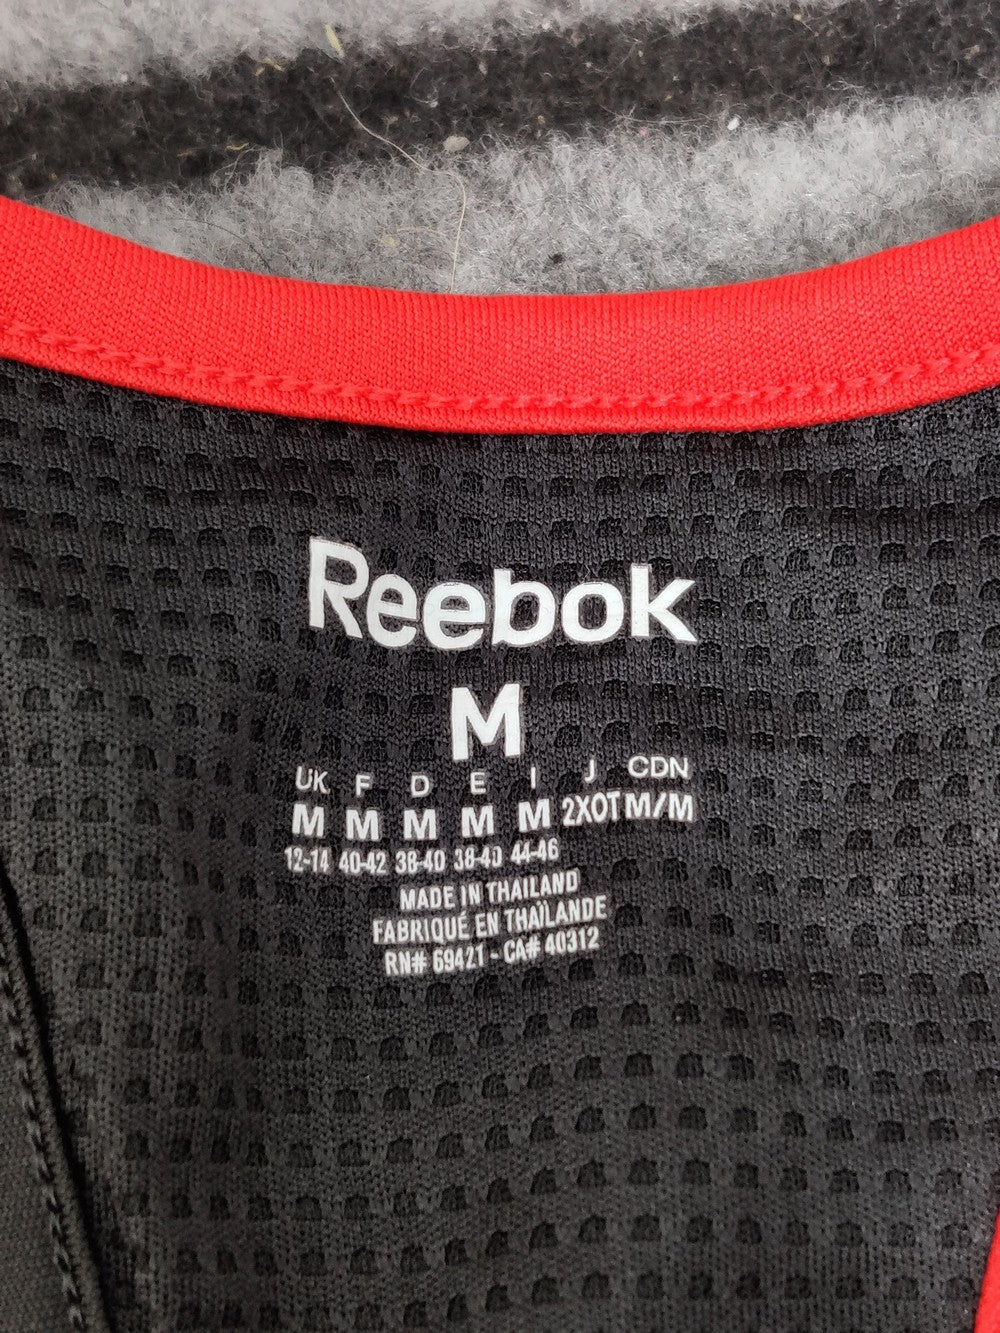 Reebok
M
UK F D E I J CDN
M M M M M 2XOT M/M
12-14 40-42 38-40 38-40 44-46
MADE IN THAILAND
FABRIQUÉ EN THAÏLANDE
RN# 69421 - CA# 40312